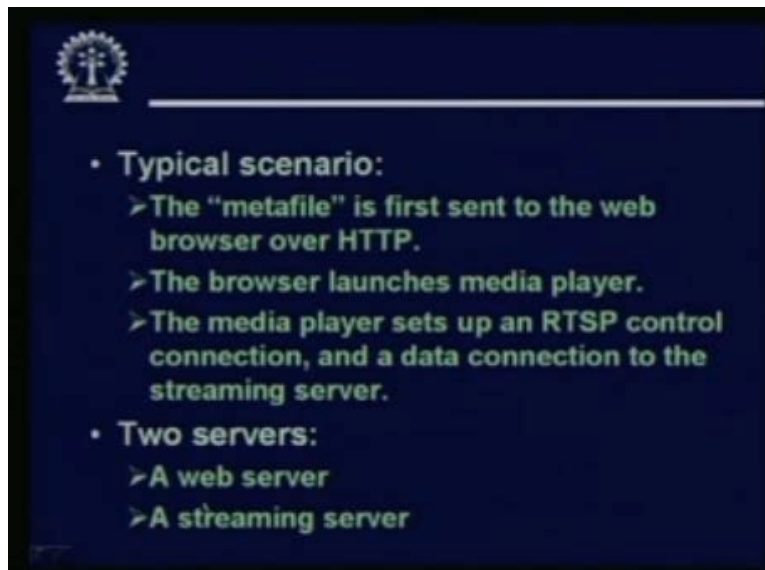 • Typical scenario:
➢The “metafile” is first sent to the web
browser over HTTP.
➢The browser launches media player.
➢The media player sets up an RTSP control
connection, and a data connection to the
streaming server.
• Two servers:
➢A web server
➢A streaming server